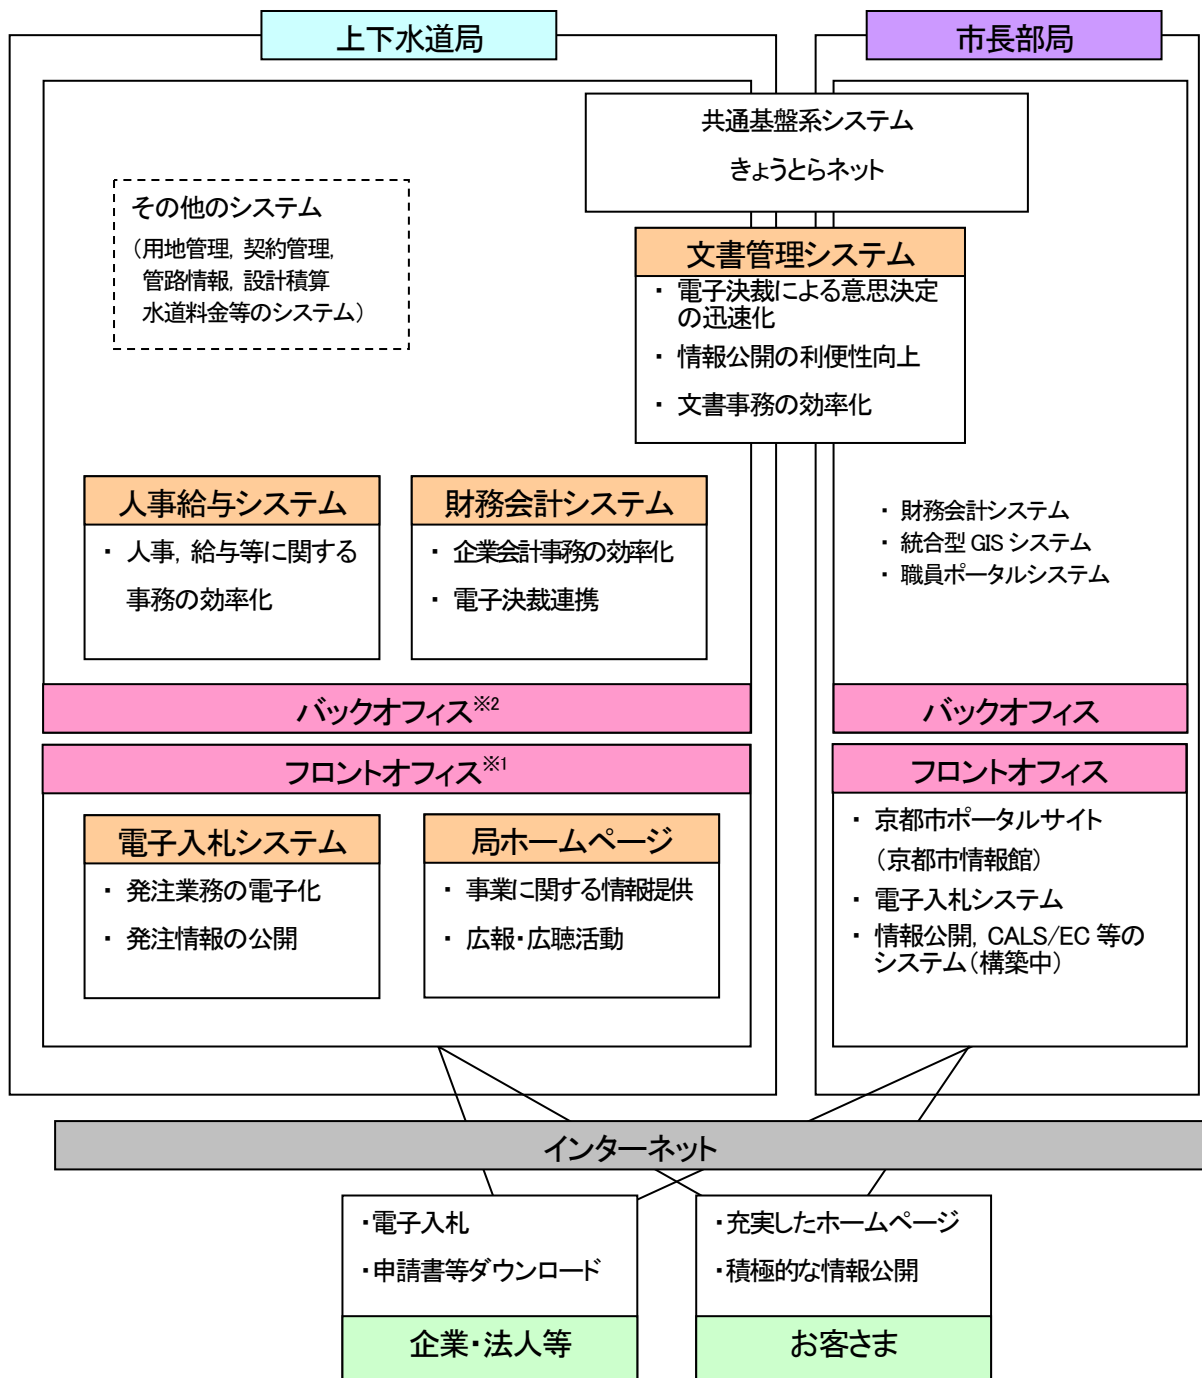 上下水道局
市長部局
共通基盤系システム
きょうとらネット
その他のシステム
（用地管理，契約管理，
管路情報，設計積算
水道料金等のシステム）
文書管理システム
・ 電子決裁による意思決定
の迅速化
・ 情報公開の利便性向上
・ 文書事務の効率化
人事給与システム
・ 人事，給与等に関する
事務の効率化
財務会計システム
・ 企業会計事務の効率化
・ 電子決裁連携
・ 財務会計システム
・ 統合型 GIS システム
・ 職員ポータルシステム
バックオフィス※2
バックオフィス
フロントオフィス※1
フロントオフィス
電子入札システム
・ 発注業務の電子化
・ 発注情報の公開
局ホームページ
・ 事業に関する情報提供
・ 広報・広聴活動
・ 京都市ポータルサイト
（京都市情報館）
・ 電子入札システム
・ 情報公開，CALS/EC 等の
システム（構築中）
インターネット
・電子入札
・申請書等ダウンロード
企業・法人等
・充実したホームページ
・積極的な情報公開
お客さま